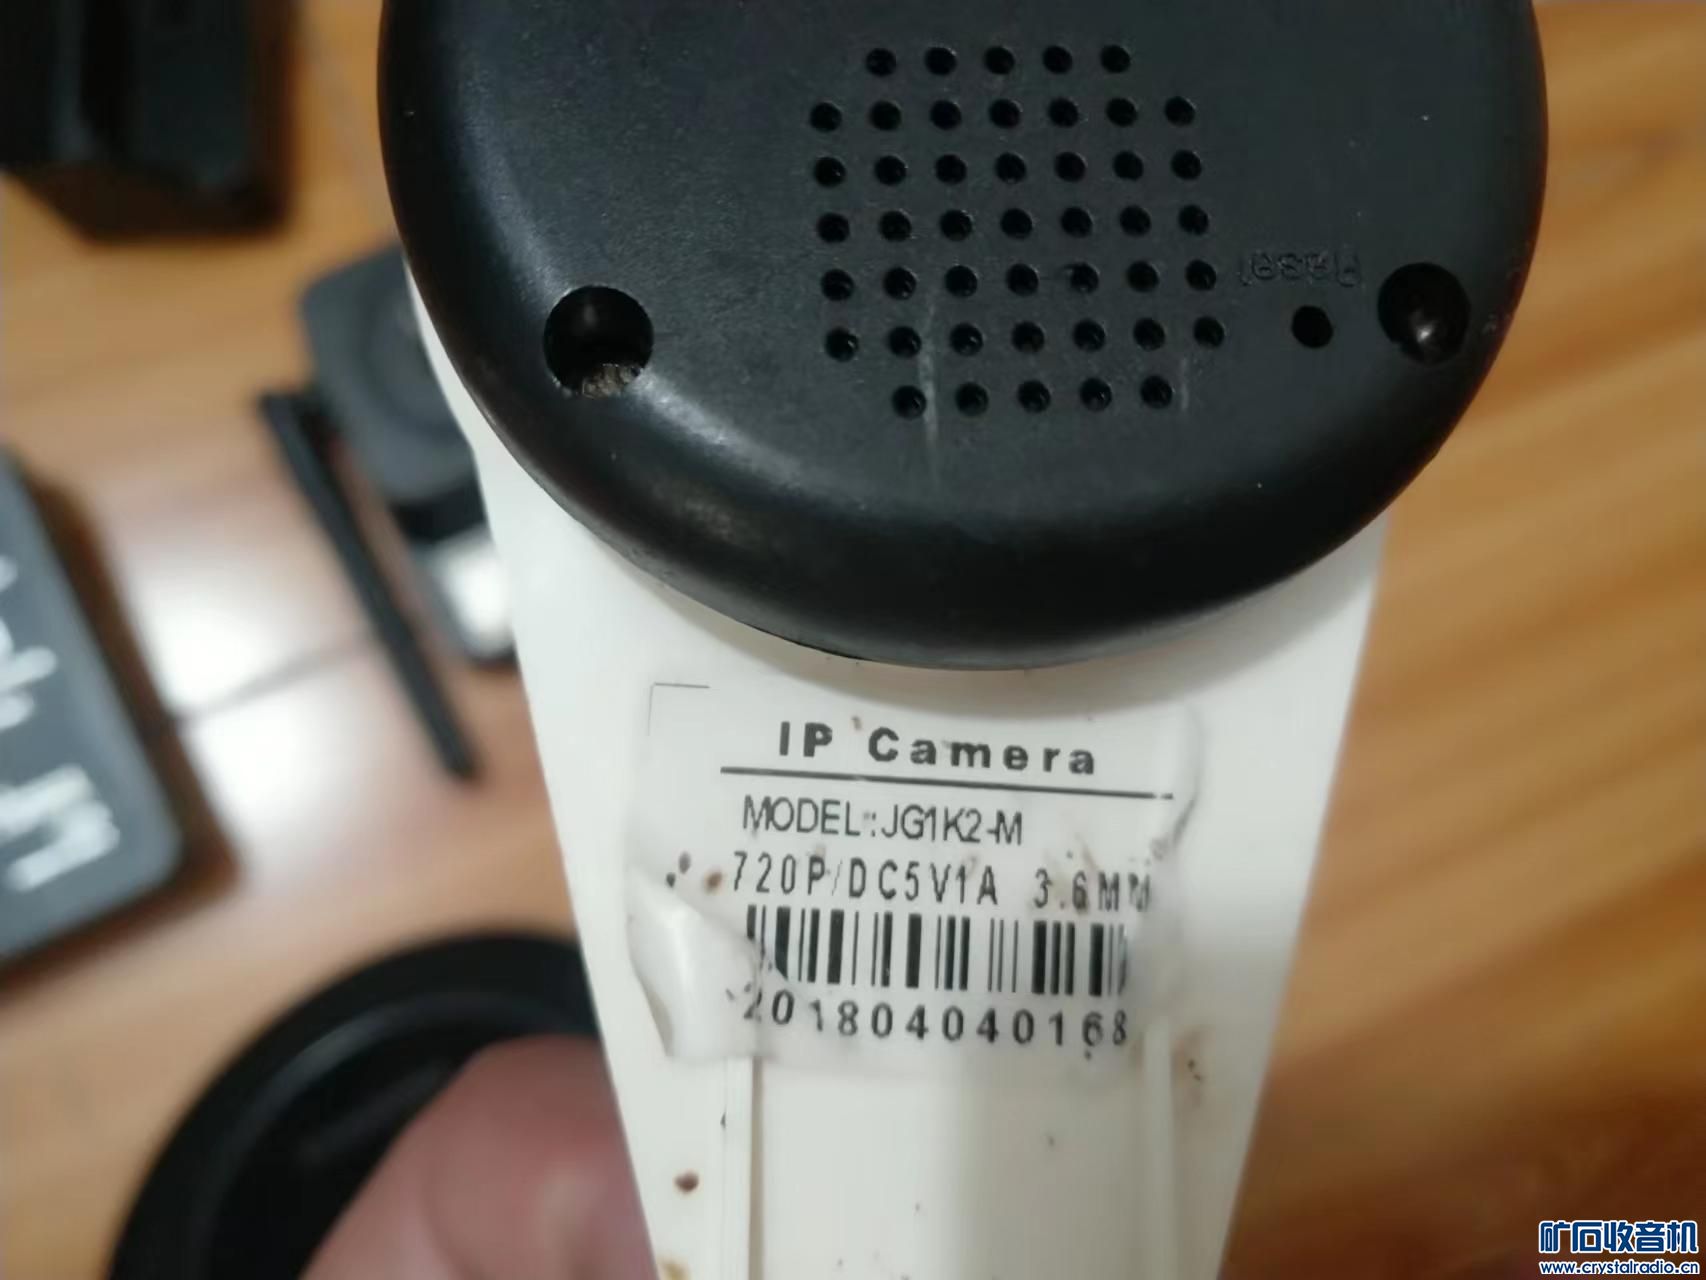 Reset
IP Camera
MODEL:JG1K2-M
720P/DC5V1A 3.6MM
201804040168
矿石收音机
www.crystalradio.cn